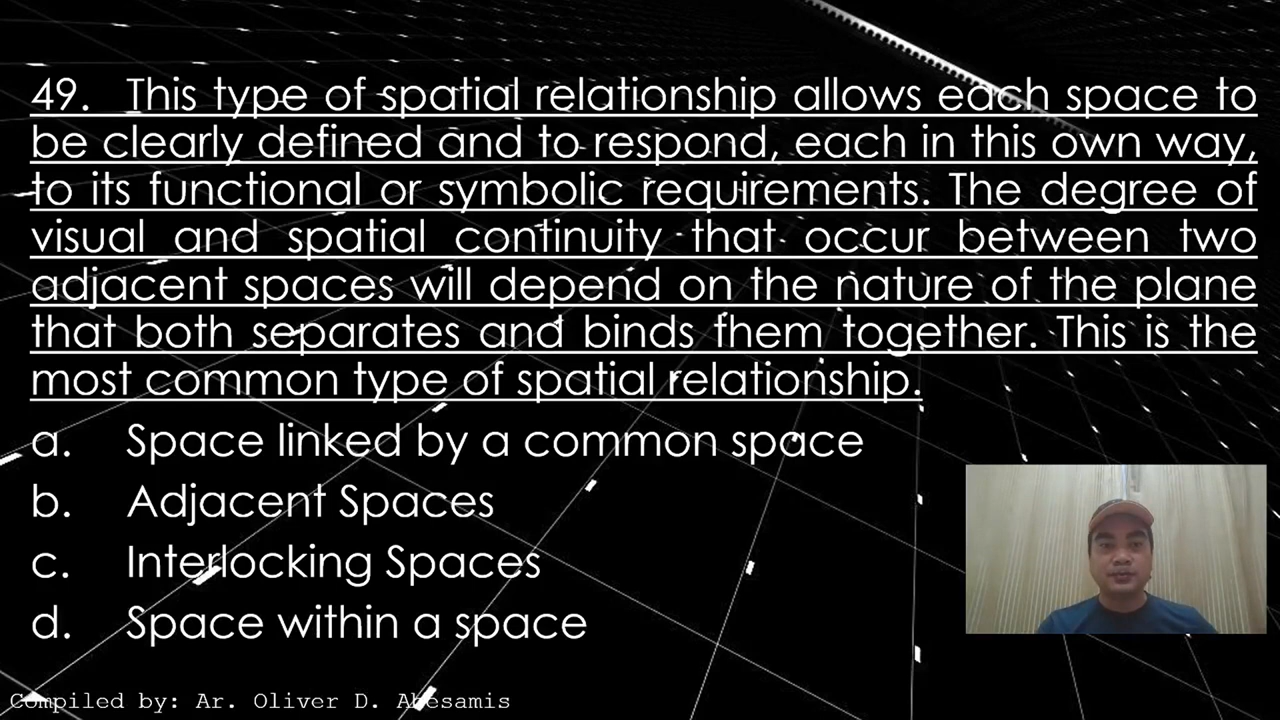 49. This type of spatial relationship allows each space to
be clearly defined and to respond, each in this own way,
to its functional or symbolic requirements. The degree of
visual and spatial continuity that occur between two
adjacent spaces will depend on the nature of the plane
that both separates and binds them together. This is the
most common type of spatial relationship.
a. Space linked by a common space
b. Adjacent Spaces
c. Interlocking Spaces
d. Space within a space
Compiled by: Ar. Oliver D. Abesamis